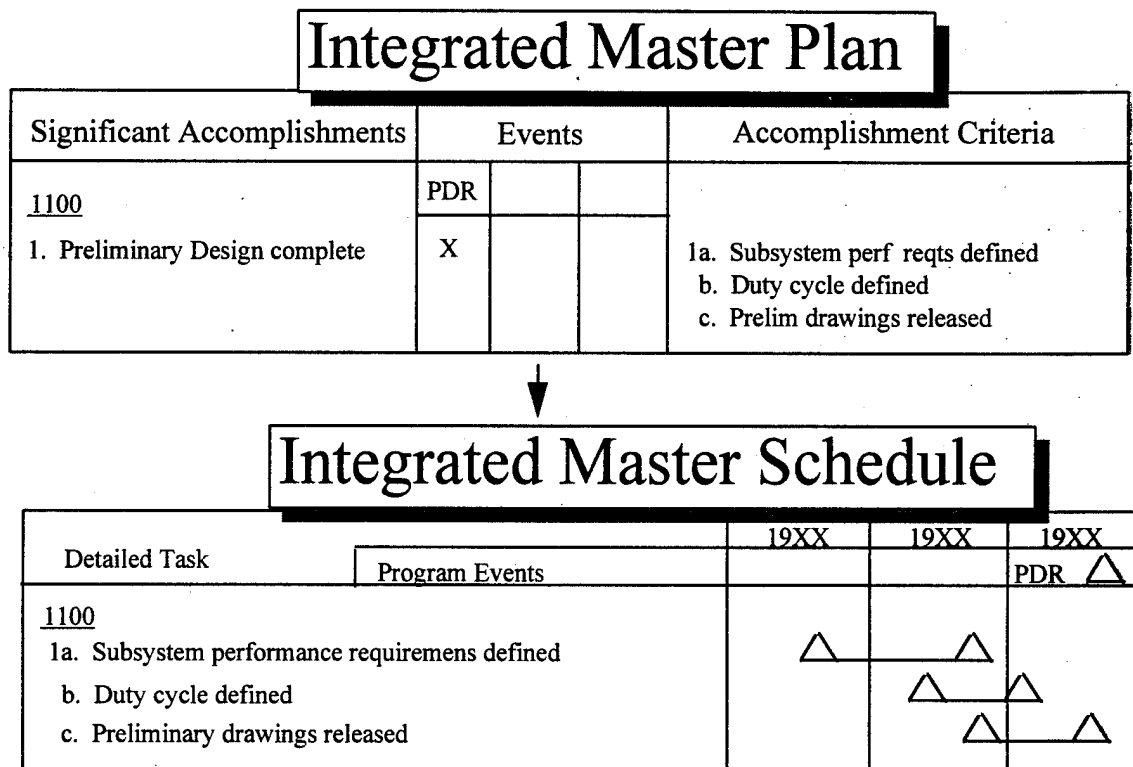 Integrated Master Plan
Significant Accomplishments Events Accomplishment Criteria
PDR
1100
1. Preliminary Design complete X 1a. Subsystem perf reqts defined
b. Duty cycle defined
c. Prelim drawings released
Integrated Master Schedule
19XX 19XX 19XX
Detailed Task Program Events PDR
1100
1a. Subsystem performance requiremens defined
b. Duty cycle defined
c. Preliminary drawings released